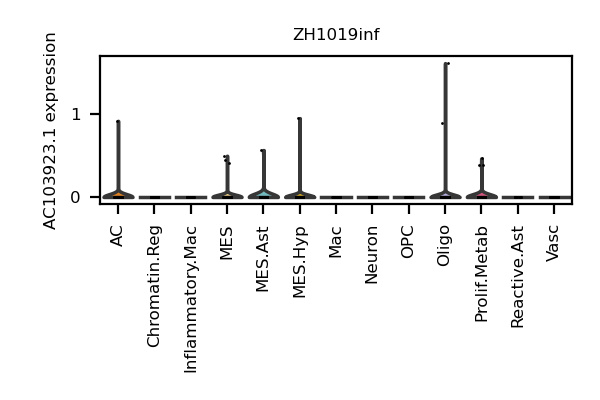 ZH1019inf
AC103923.1 expression
1
0
AC
Chromatin.Reg
Inflammatory.Mac
MES
MES.Ast
MES.Hyp
Mac
Neuron
OPC
Oligo
Prolif.Metab
Reactive.Ast
Vasc